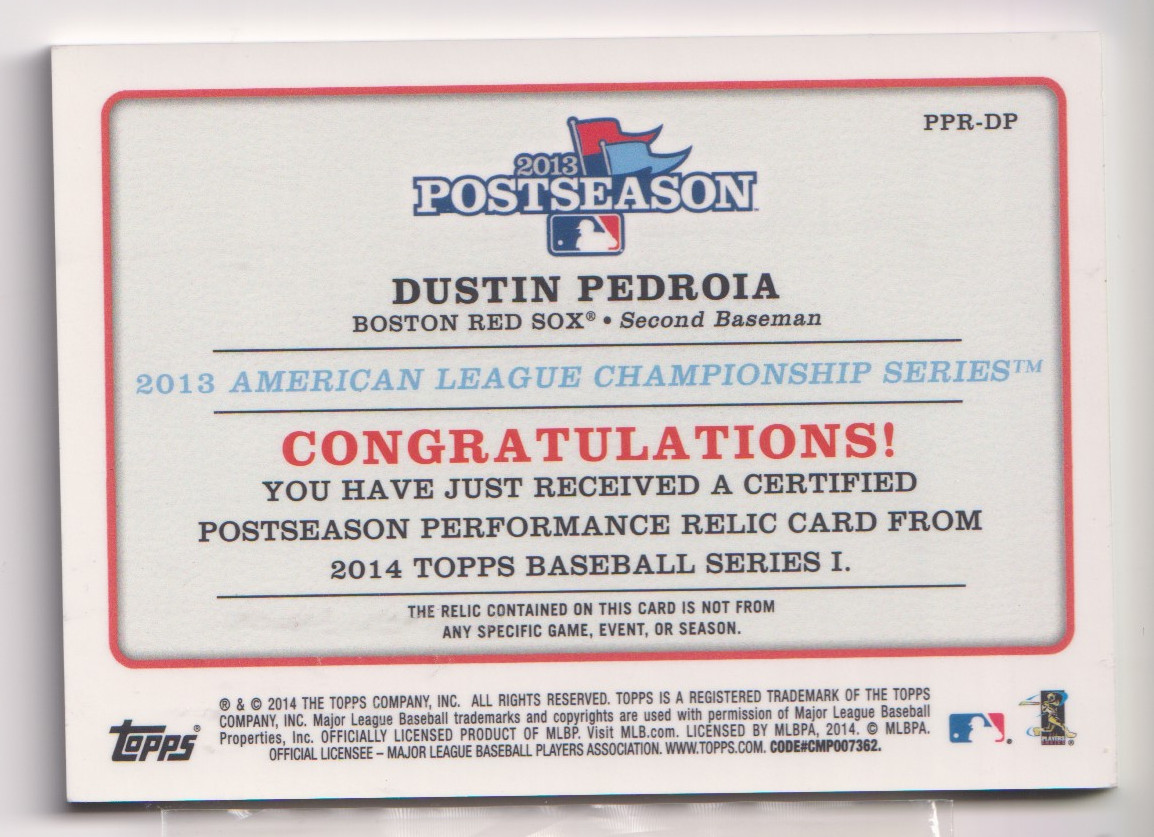 PPR-DP
2013
POSTSEASON™
DUSTIN PEDROIA
BOSTON RED SOX® • Second Baseman
2013 AMERICAN LEAGUE CHAMPIONSHIP SERIES™
CONGRATULATIONS!
YOU HAVE JUST RECEIVED A CERTIFIED
POSTSEASON PERFORMANCE RELIC CARD FROM
2014 TOPPS BASEBALL SERIES I.
THE RELIC CONTAINED ON THIS CARD IS NOT FROM
ANY SPECIFIC GAME, EVENT, OR SEASON.
® & © 2014 THE TOPPS COMPANY, INC. ALL RIGHTS RESERVED. TOPPS IS A REGISTERED TRADEMARK OF THE TOPPS
COMPANY, INC. Major League Baseball trademarks and copyrights are used with permission of Major League Baseball
Properties, Inc. OFFICIALLY LICENSED PRODUCT OF MLBP. Visit MLB.com. LICENSED BY MLBPA, 2014. © MLBPA.
OFFICIAL LICENSEE – MAJOR LEAGUE BASEBALL PLAYERS ASSOCIATION. WWW.TOPPS.COM. CODE#CMP007362.
Topps®
PLAYERS